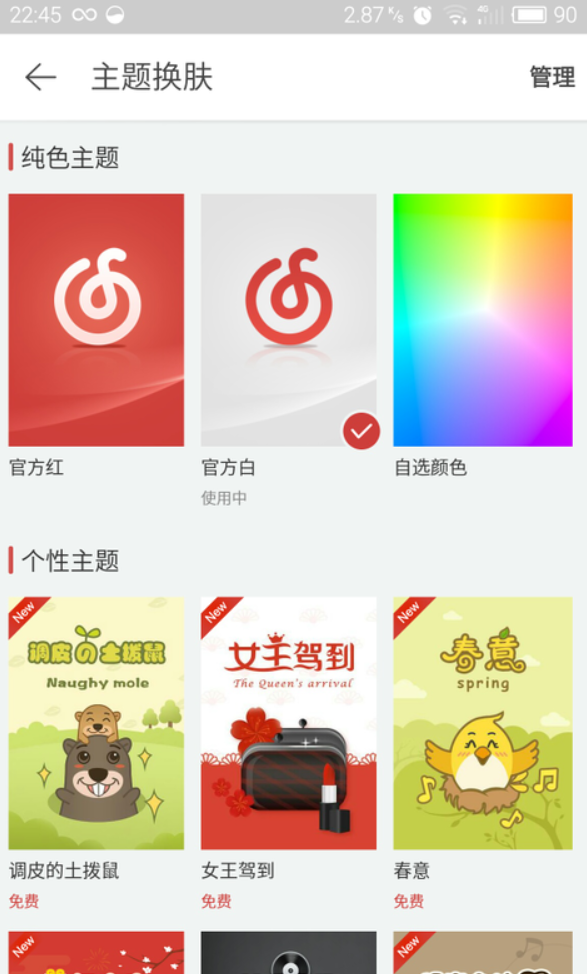 22:45 2.87 K/s 4G 90
主题换肤 管理
纯色主题
官方红 官方白 自选颜色
使用中
个性主题
New New New
调皮の土拨鼠 女王驾到 春意
Naughy mole The Queen's arrival spring
调皮的土拨鼠 女王驾到 春意
免费 免费 免费
New New